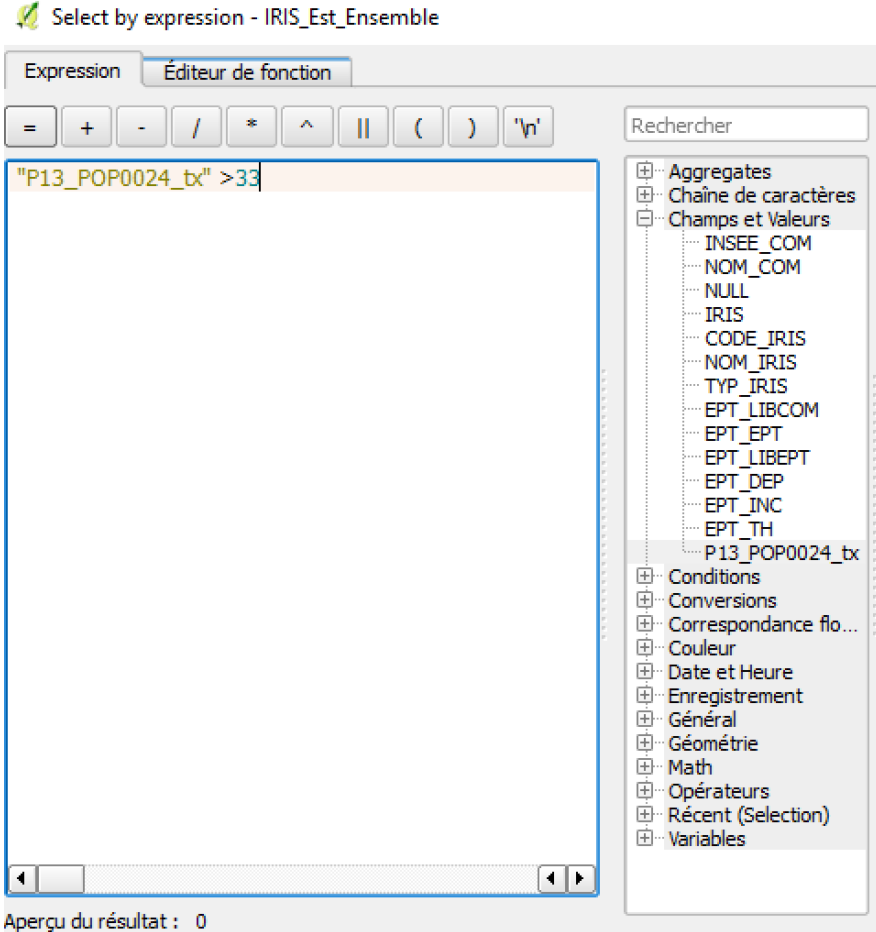 Select by expression - IRIS_Est_Ensemble
Expression
Éditeur de fonction
= + - / * ^ || ( ) '\n'
"P13_POP0024_tx" >33
Rechercher
Aggregates
Chaîne de caractères
Champs et Valeurs
INSEE_COM
NOM_COM
NULL
IRIS
CODE_IRIS
NOM_IRIS
TYP_IRIS
EPT_LIBCOM
EPT_EPT
EPT_LIBEPT
EPT_DEP
EPT_INC
EPT_TH
P13_POP0024_tx
Conditions
Conversions
Correspondance flo...
Couleur
Date et Heure
Enregistrement
Général
Géométrie
Math
Opérateurs
Récent (Selection)
Variables
Aperçu du résultat : 0